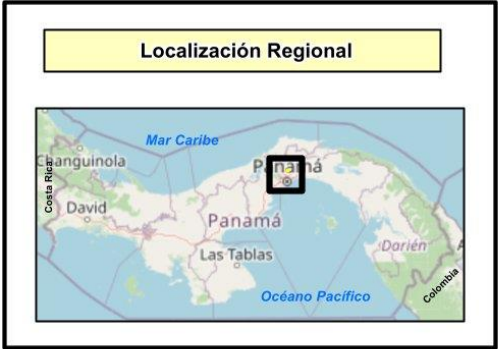 Localización Regional
Mar Caribe
Changuinola
Panamá
Costa Rica
David
Panamá
Darién
Las Tablas
Colombia
Océano Pacífico